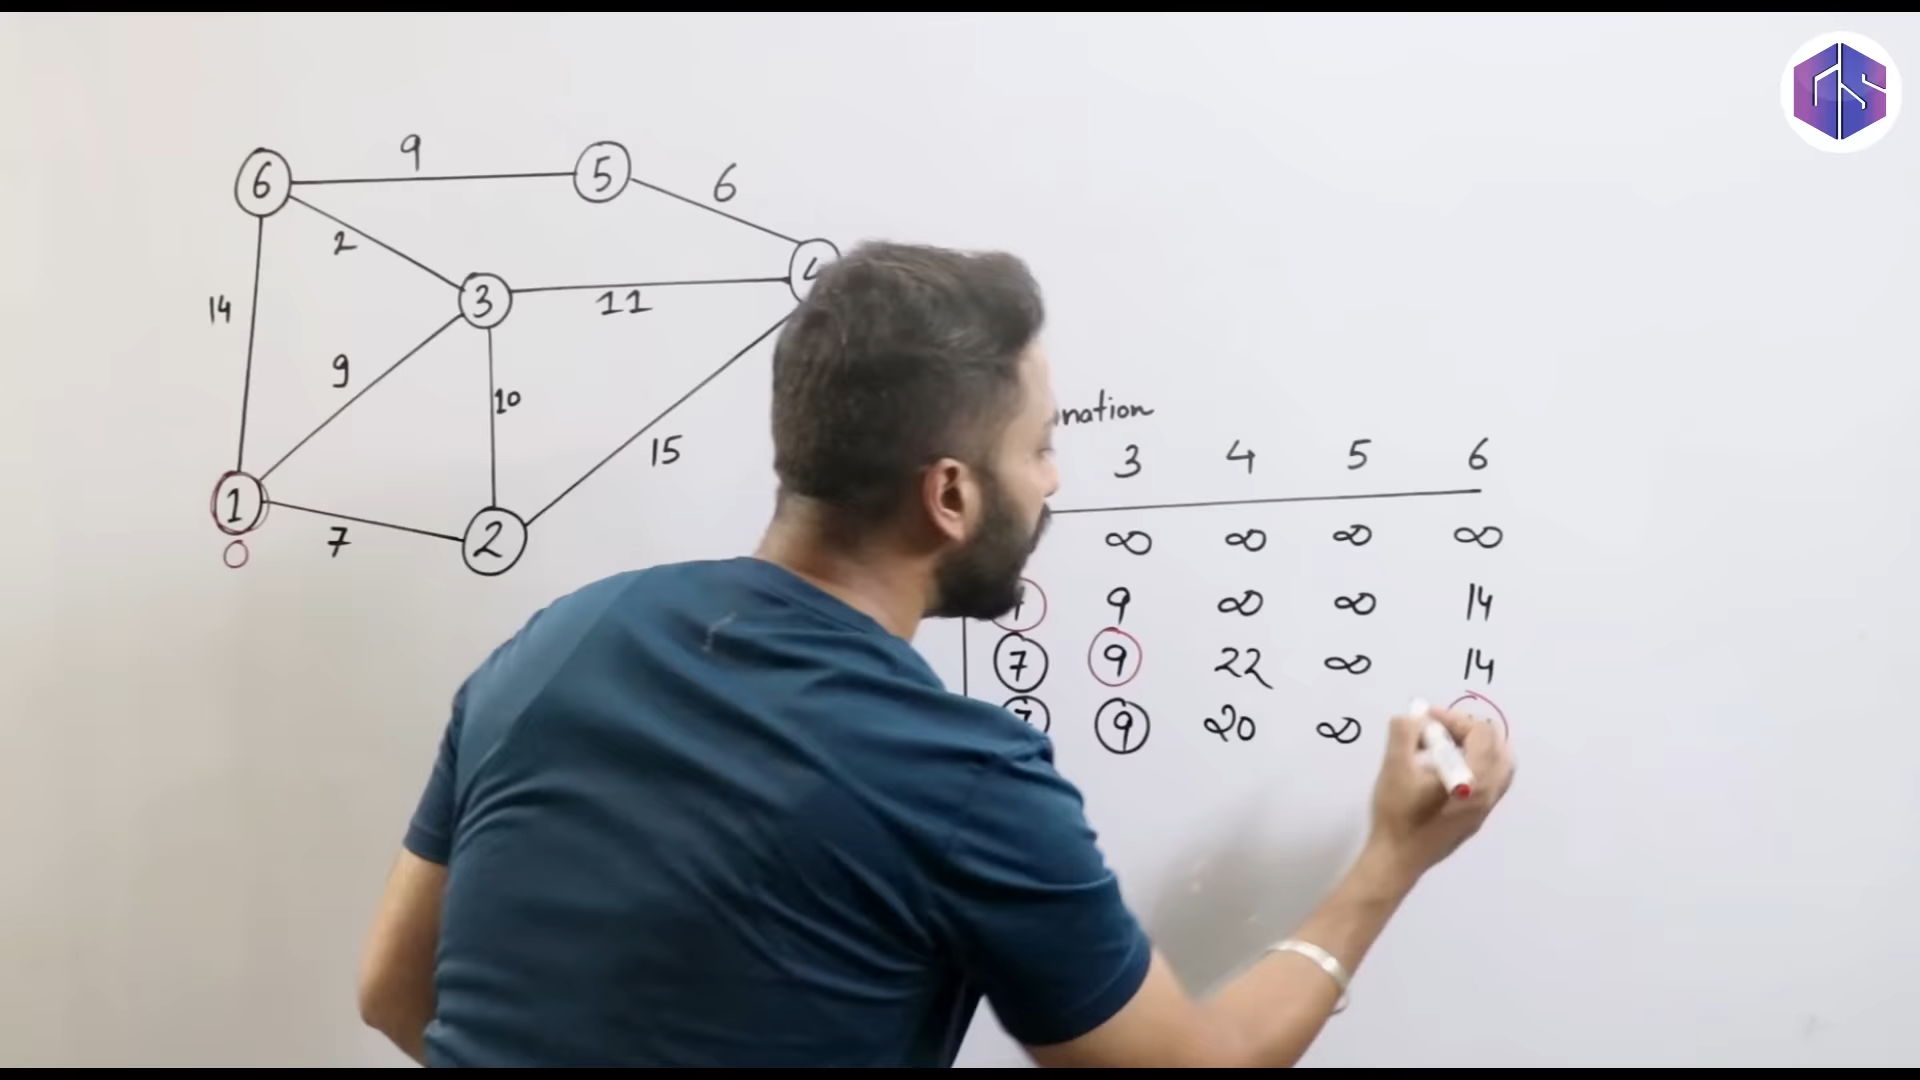 9
6 5 6
2
14 3 11
9
10
1 7 2 15
0
nation
3 4 5 6
∞ ∞ ∞ ∞
9 ∞ ∞ 14
7 9 22 ∞ 14
7 9 20 ∞